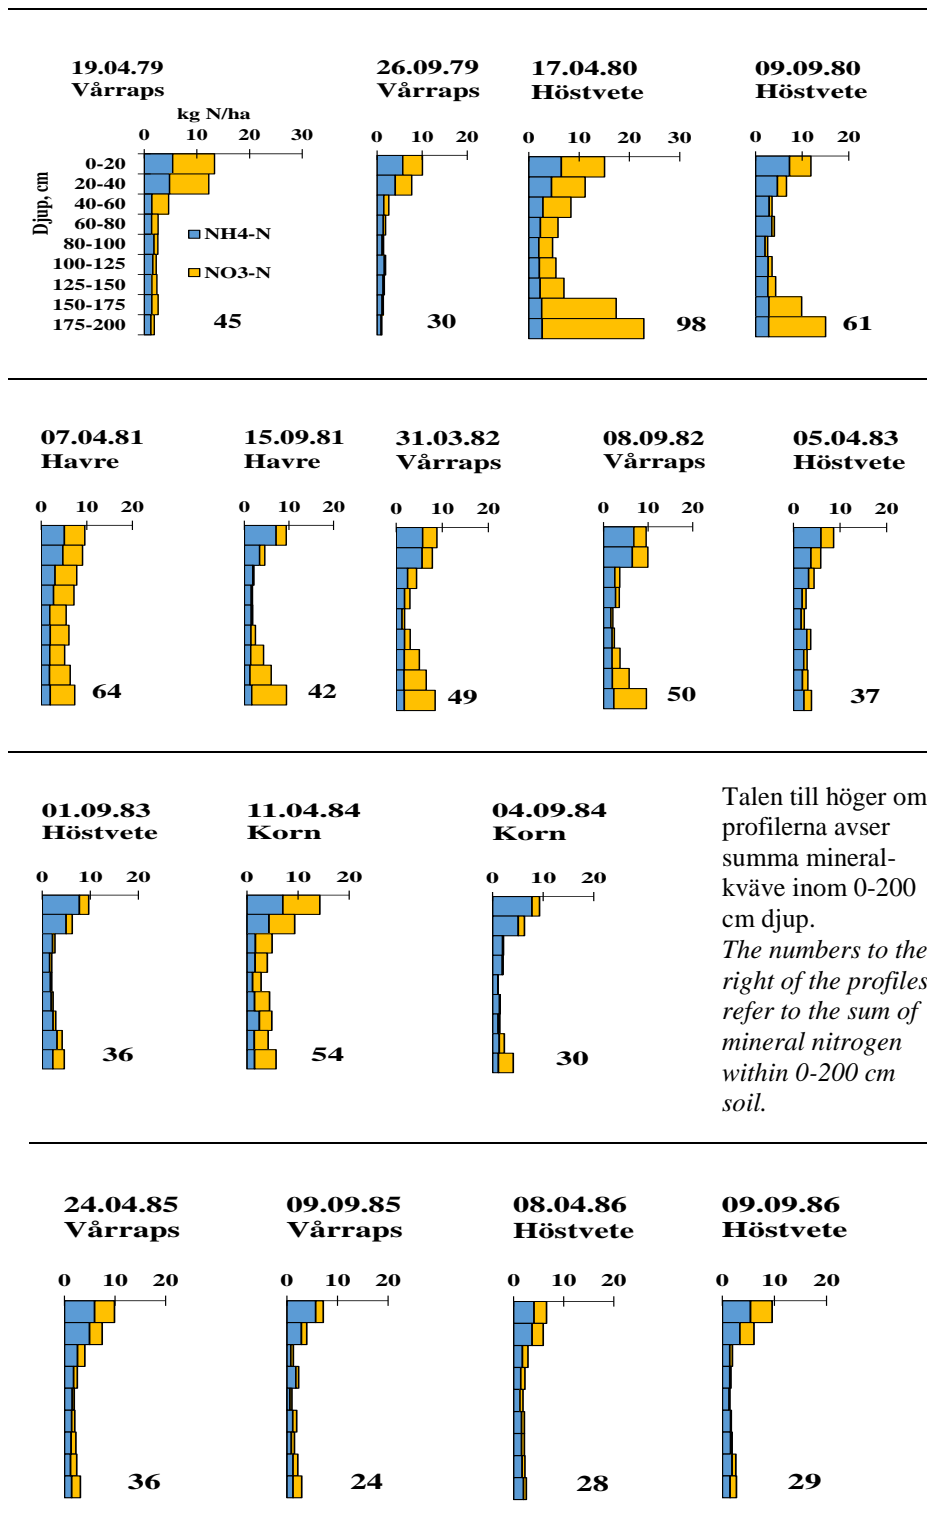 19.04.79
Vårraps
kg N/ha
0 10 20 30
Djup, cm
0-20
20-40
40-60
60-80
80-100
100-125
125-150
150-175
175-200
NH4-N
NO3-N
45
26.09.79
Vårraps
0 10 20
30
17.04.80
Höstvete
0 10 20 30
98
09.09.80
Höstvete
0 10 20
61
07.04.81
Havre
0 10 20
64
15.09.81
Havre
0 10 20
42
31.03.82
Vårraps
0 10 20
49
08.09.82
Vårraps
0 10 20
50
05.04.83
Höstvete
0 10 20
37
01.09.83
Höstvete
0 10 20
36
11.04.84
Korn
0 10 20
54
04.09.84
Korn
0 10 20
30
Talen till höger om
profilerna avser
summa mineral-
kväve inom 0-200
cm djup.
The numbers to the
right of the profiles
refer to the sum of
mineral nitrogen
within 0-200 cm
soil.
24.04.85
Vårraps
0 10 20
36
09.09.85
Vårraps
0 10 20
24
08.04.86
Höstvete
0 10 20
28
09.09.86
Höstvete
0 10 20
29